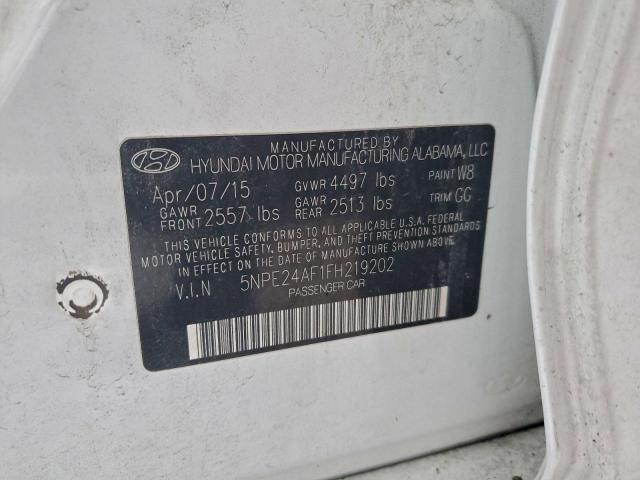 MANUFACTURED BY
HYUNDAI MOTOR MANUFACTURING ALABAMA, LLC
Apr/07/15 GVWR 4497 lbs PAINT W8
GAWR FRONT 2557 lbs GAWR REAR 2513 lbs TRIM GG
THIS VEHICLE CONFORMS TO ALL APPLICABLE U.S.A. FEDERAL
MOTOR VEHICLE SAFETY, BUMPER, AND THEFT PREVENTION STANDARDS
IN EFFECT ON THE DATE OF MANUFACTURE SHOWN ABOVE.
V.I.N 5NPE24AF1FH219202
PASSENGER CAR